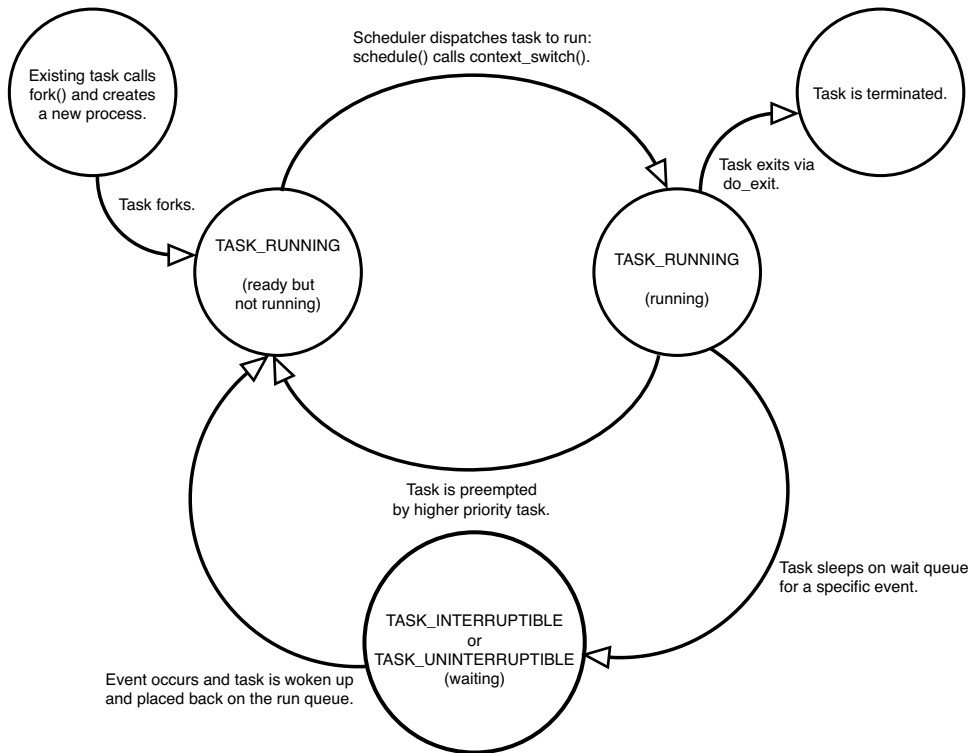 Existing task calls
fork() and creates
a new process.
Scheduler dispatches task to run:
schedule() calls context_switch().
Task is terminated.
Task forks.
Task exits via
do_exit.
TASK_RUNNING
(ready but
not running)
TASK_RUNNING
(running)
Task is preempted
by higher priority task.
Task sleeps on wait queue
for a specific event.
TASK_INTERRUPTIBLE
or
TASK_UNINTERRUPTIBLE
(waiting)
Event occurs and task is woken up
and placed back on the run queue.